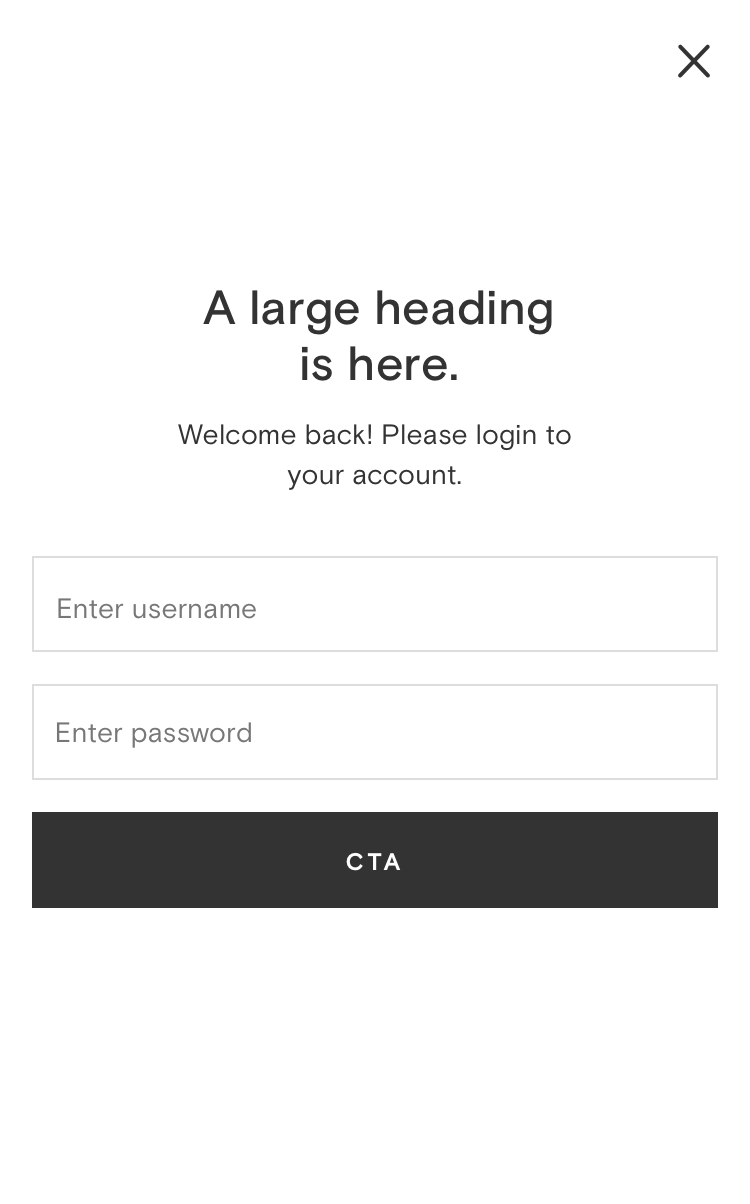 A large heading
is here.
Welcome back! Please login to
your account.
Enter username
Enter password
CTA